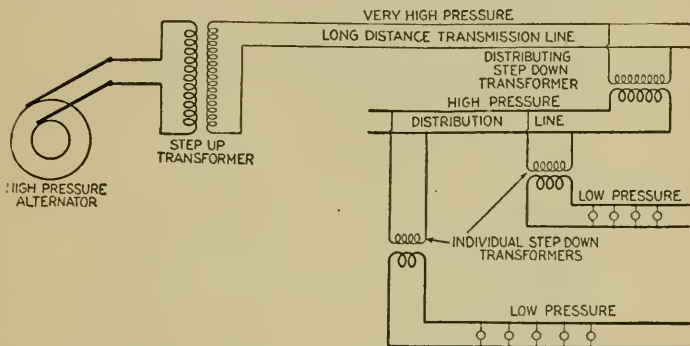 VERY HIGH PRESSURE
LONG DISTANCE TRANSMISSION LINE
DISTRIBUTING
STEP DOWN
TRANSFORMER
HIGH PRESSURE
DISTRIBUTION LINE
STEP UP
TRANSFORMER
HIGH PRESSURE
ALTERNATOR
LOW PRESSURE
INDIVIDUAL STEP DOWN
TRANSFORMERS
LOW PRESSURE